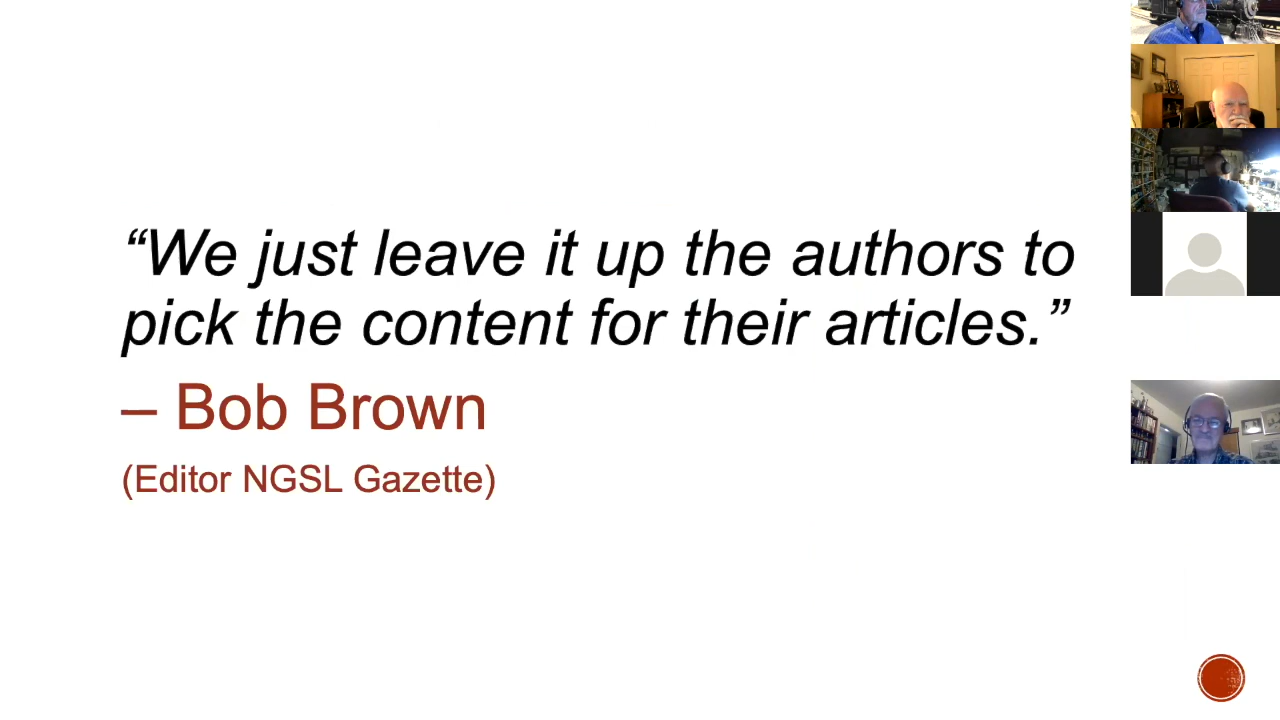 “We just leave it up the authors to
pick the content for their articles.”
– Bob Brown
(Editor NGSL Gazette)